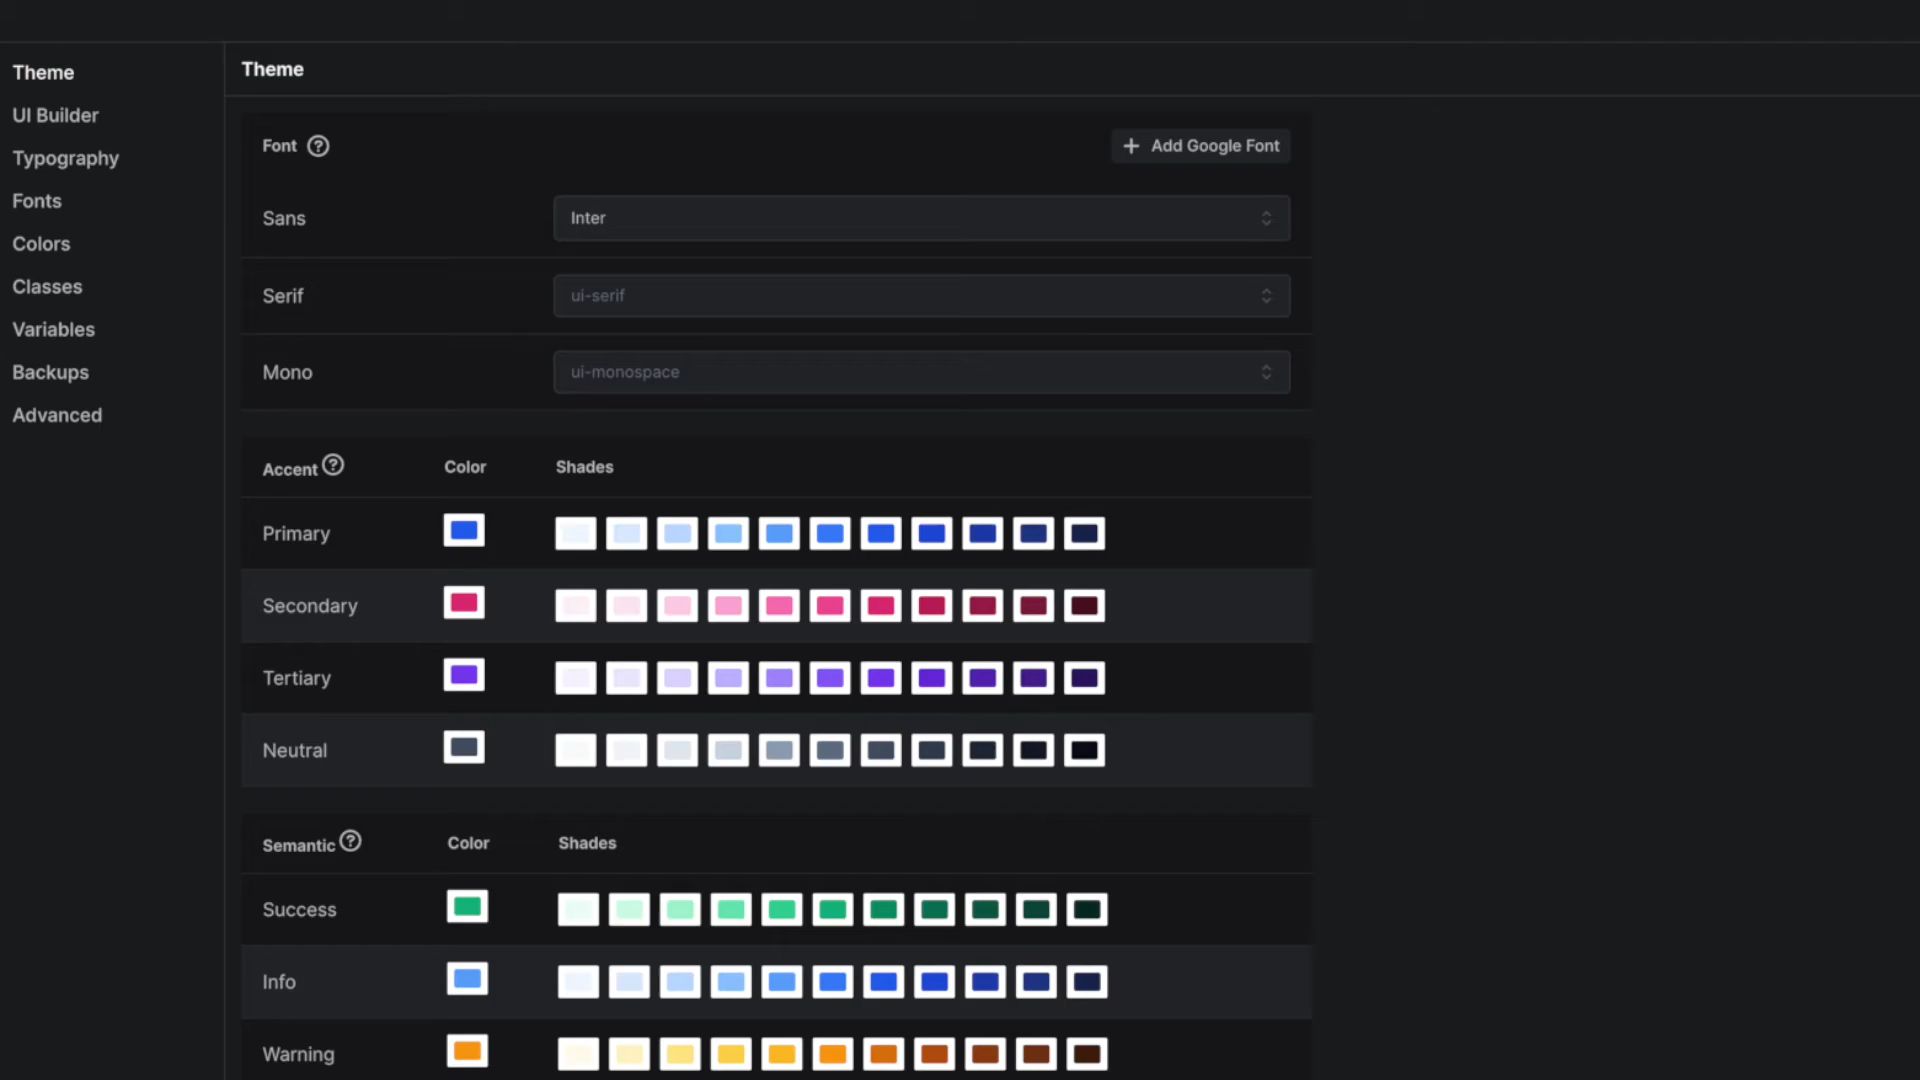 Theme
UI Builder
Typography
Fonts
Colors
Classes
Variables
Backups
Advanced
Theme
Font ?
+ Add Google Font
Sans
Inter
Serif
ui-serif
Mono
ui-monospace
Accent ? Color Shades
Primary
Secondary
Tertiary
Neutral
Semantic ? Color Shades
Success
Info
Warning